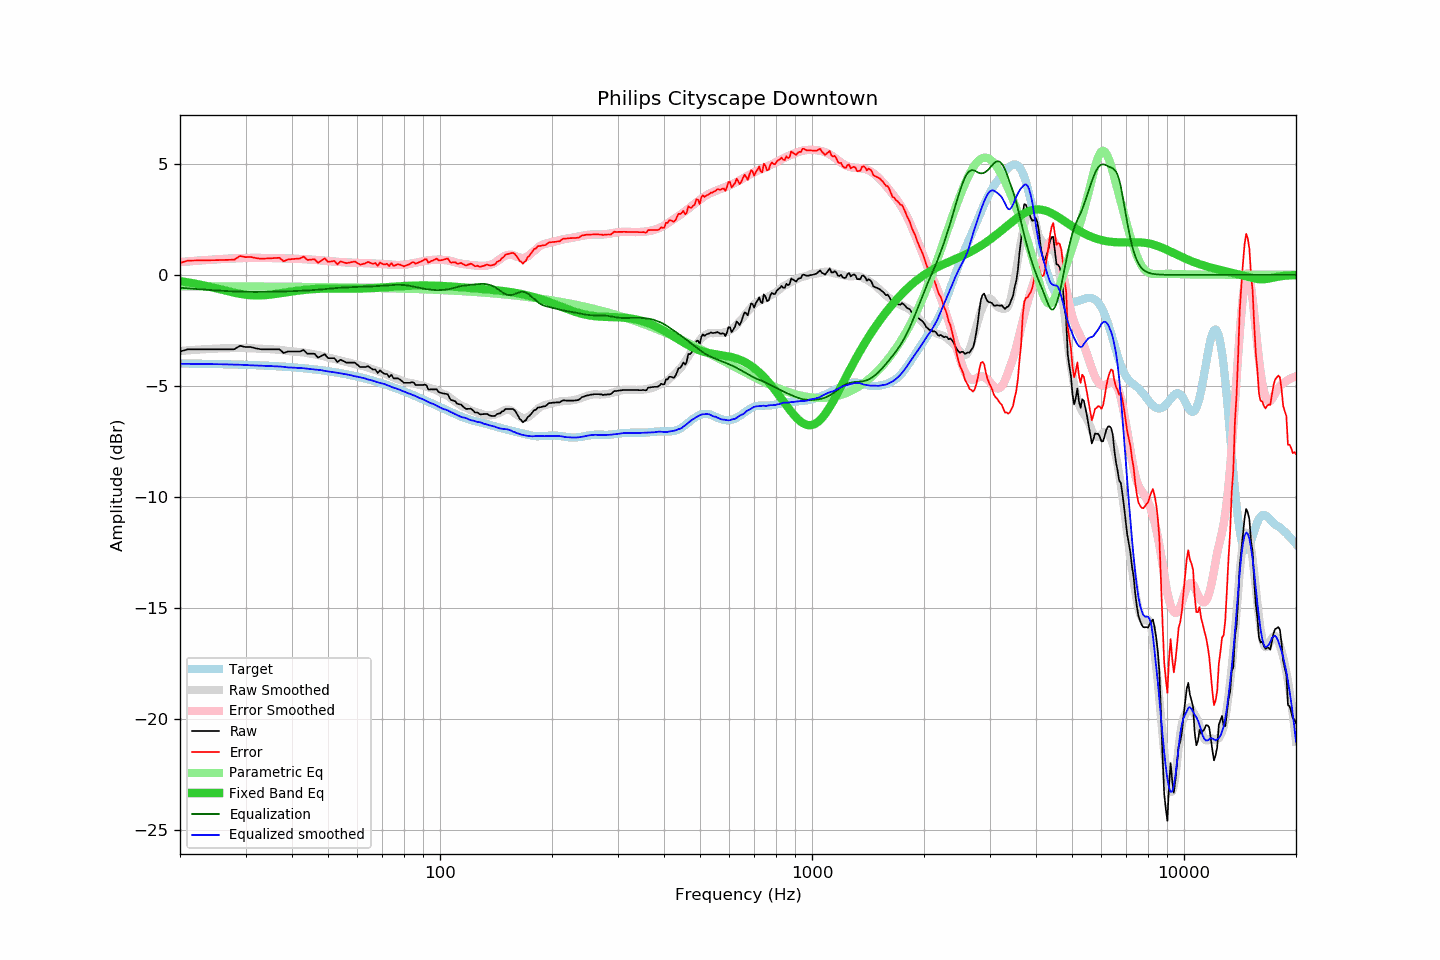 Philips Cityscape Downtown
5
0
−5
−10
−15
−20
−25
Amplitude (dBr)
Target
Raw Smoothed
Error Smoothed
Raw
Error
Parametric Eq
Fixed Band Eq
Equalization
Equalized smoothed
100
1000
10000
Frequency (Hz)